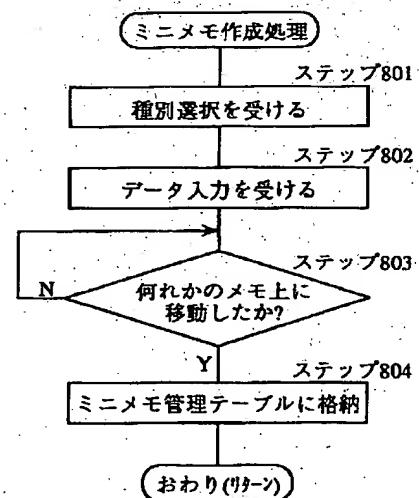 ミニメモ作成処理
ステップ801
種別選択を受ける
ステップ802
データ入力を受ける
ステップ803
何れかのメモ上に
移動したか?
N
Y
ステップ804
ミニメモ管理テーブルに格納
おわり(リターン)